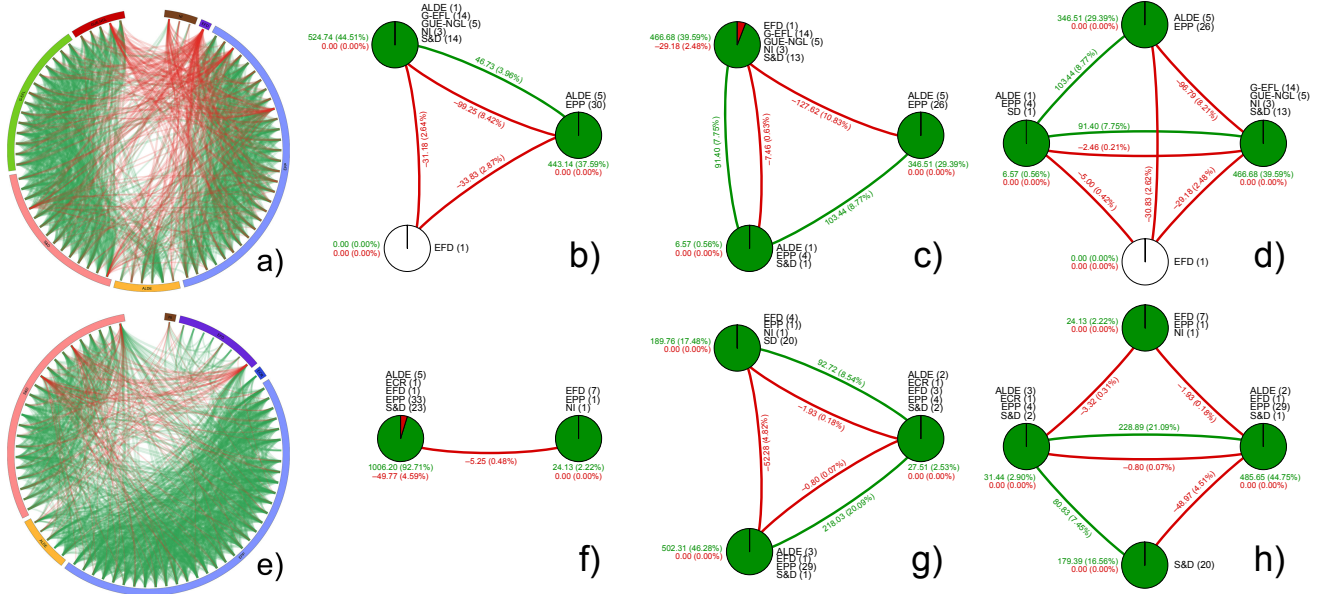 a)
ALDE (1)
G-EFL (14)
GUE-NGL (5)
NI (3)
S&D (14)
524.74 (44.51%)
0.00 (0.00%)
46.73 (3.96%)
−99.25 (8.42%)
−31.18 (2.64%)
−33.83 (2.87%)
ALDE (5)
EPP (30)
443.14 (37.59%)
0.00 (0.00%)
0.00 (0.00%)
0.00 (0.00%)
EFD (1)
b)
EFD (1)
G-EFL (14)
GUE-NGL (5)
NI (3)
S&D (13)
466.68 (39.59%)
−29.18 (2.48%)
−127.62 (10.83%)
91.40 (7.75%)
−7.46 (0.63%)
103.44 (8.77%)
ALDE (5)
EPP (26)
346.51 (29.39%)
0.00 (0.00%)
6.57 (0.56%)
0.00 (0.00%)
ALDE (1)
EPP (4)
S&D (1)
c)
346.51 (29.39%)
0.00 (0.00%)
ALDE (5)
EPP (26)
103.44 (8.77%)
−96.79 (8.21%)
ALDE (1)
EPP (4)
SD (1)
G-EFL (14)
GUE-NGL (5)
NI (3)
S&D (13)
91.40 (7.75%)
−2.46 (0.21%)
6.57 (0.56%)
0.00 (0.00%)
466.68 (39.59%)
0.00 (0.00%)
−5.00 (0.42%)
−30.83 (2.62%)
−29.18 (2.48%)
0.00 (0.00%)
0.00 (0.00%)
EFD (1)
d)
e)
ALDE (5)
ECR (1)
EFD (1)
EPP (33)
S&D (23)
EFD (7)
EPP (1)
NI (1)
−5.25 (0.48%)
1006.20 (92.71%)
−49.77 (4.59%)
24.13 (2.22%)
0.00 (0.00%)
f)
EFD (4)
EPP (1))
NI (1)
SD (20)
189.76 (17.48%)
0.00 (0.00%)
92.72 (8.54%)
−1.93 (0.18%)
−52.28 (4.82%)
−0.80 (0.07%)
218.03 (20.09%)
ALDE (2)
ECR (1)
EFD (3)
EPP (4)
S&D (2)
27.51 (2.53%)
0.00 (0.00%)
502.31 (46.28%)
0.00 (0.00%)
ALDE (3)
EFD (1)
EPP (29)
S&D (1)
g)
24.13 (2.22%)
0.00 (0.00%)
EFD (7)
EPP (1)
NI (1)
−3.32 (0.31%)
−1.93 (0.18%)
ALDE (3)
ECR (1)
EPP (4)
S&D (2)
ALDE (2)
EFD (1)
EPP (29)
S&D (1)
228.89 (21.09%)
−0.80 (0.07%)
31.44 (2.90%)
0.00 (0.00%)
485.65 (44.75%)
0.00 (0.00%)
80.83 (7.45%)
−48.97 (4.51%)
179.39 (16.56%)
0.00 (0.00%)
S&D (20)
h)